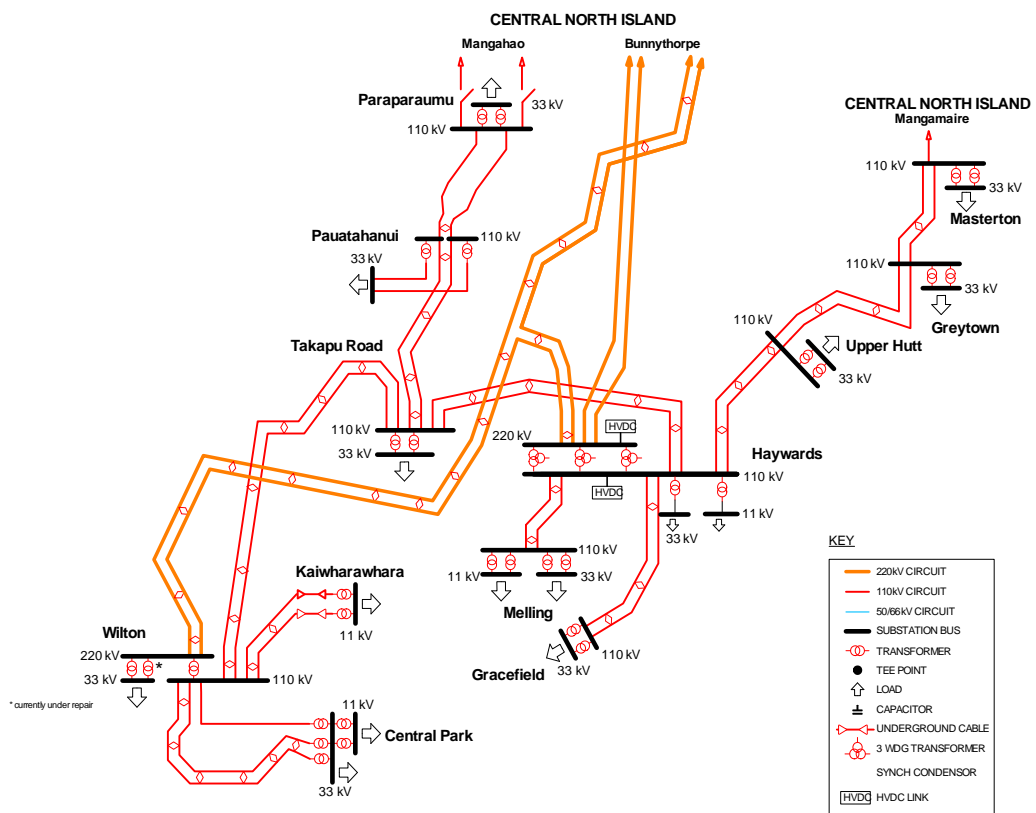 CENTRAL NORTH ISLAND
Mangahao
Bunnythorpe
Paraparaumu
33 kV
110 kV
CENTRAL NORTH ISLAND
Mangamaire
110 kV
33 kV
Masterton
Pauatahanui
110 kV
33 kV
110 kV
33 kV
Greytown
110 kV
Upper Hutt
33 kV
Takapu Road
110 kV
33 kV
HVDC
220 kV
Haywards
110 kV
HVDC
33 kV
11 kV
110 kV
11 kV
33 kV
Melling
Gracefield
110 kV
33 kV
Kaiwharawhara
11 kV
Wilton
220 kV
*
33 kV
110 kV
* currently under repair
11 kV
Central Park
33 kV
KEY
220kV CIRCUIT
110kV CIRCUIT
50/66kV CIRCUIT
SUBSTATION BUS
TRANSFORMER
TEE POINT
LOAD
CAPACITOR
UNDERGROUND CABLE
3 WDG TRANSFORMER
SYNCH CONDENSOR
HVDC HVDC LINK